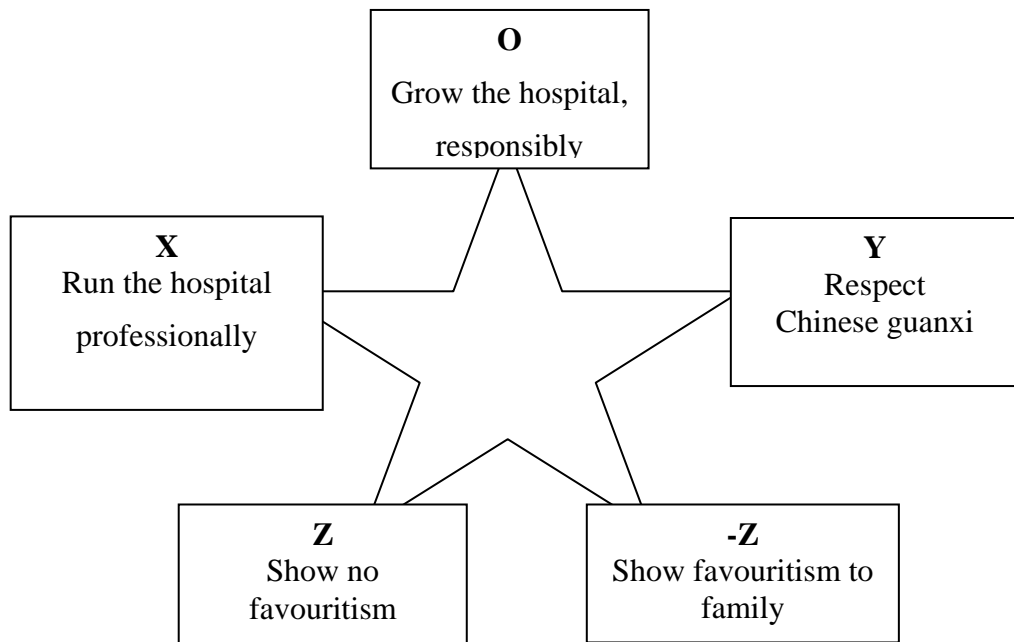 O
Grow the hospital,
responsibly
X
Run the hospital
professionally
Y
Respect
Chinese guanxi
Z
Show no
favouritism
-Z
Show favouritism to
family